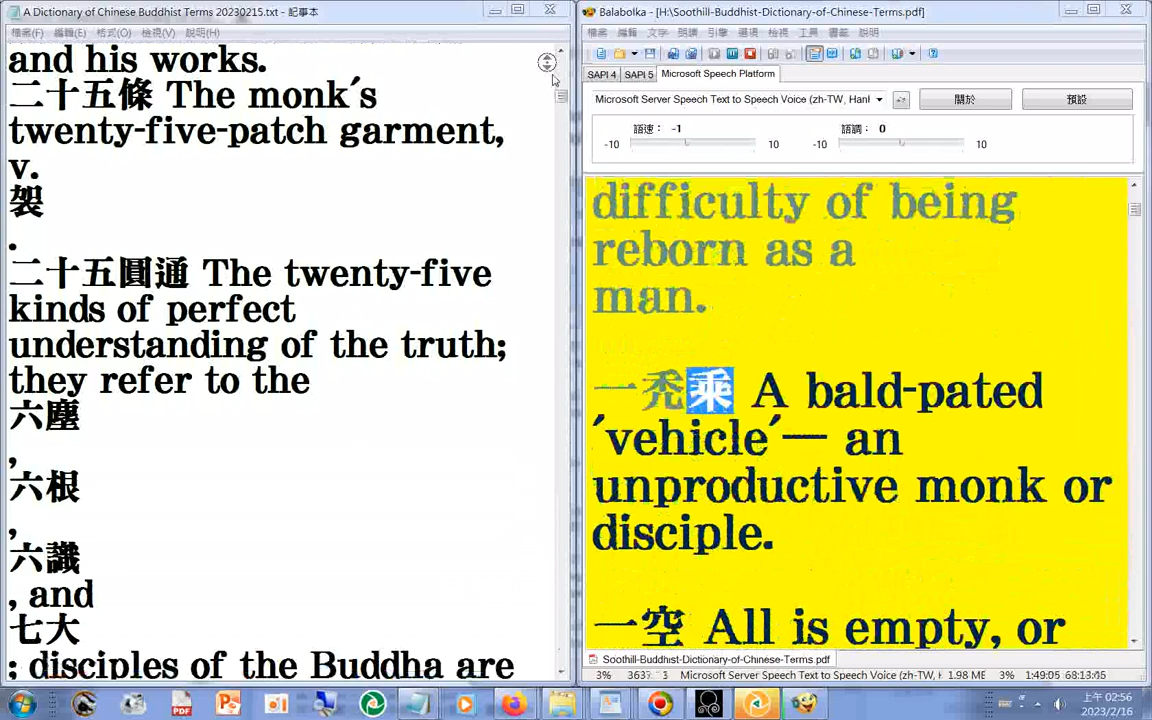 A Dictionary of Chinese Buddhist Terms 20230215.txt - 記事本
檔案(F) 編輯(E) 格式(O) 檢視(V) 說明(H)
and his works.
二十五條 The monk's
twenty-five-patch garment,
v.
袈
.
二十五圓通 The twenty-five
kinds of perfect
understanding of the truth;
they refer to the
六塵
,
六根
,
六識
, and
七大
; disciples of the Buddha are
Balabolka - [H:\Soothill-Buddhist-Dictionary-of-Chinese-Terms.pdf]
檔案 編輯 文字 朗讀 引擎 選項 檢視 工具 書籤 說明
SAPI 4 SAPI 5 Microsoft Speech Platform
Microsoft Server Speech Text to Speech Voice (zh-TW, Hanl
關於
預設
語速： -1
語調： 0
-10 10 -10 10
difficulty of being
reborn as a
man.
一禿乘 A bald-pated
'vehicle'— an
unproductive monk or
disciple.
一空 All is empty, or
Soothill-Buddhist-Dictionary-of-Chinese-Terms.pdf
3% Microsoft Server Speech Text to Speech Voice (zh-TW, H 1.98 ME 3% 1:49:05 68:13:05
上午 02:56
2023/2/16